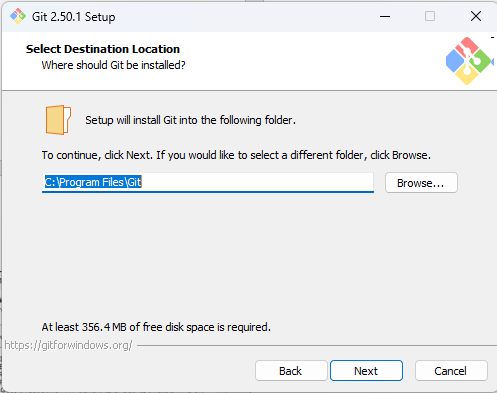 Git 2.50.1 Setup
Select Destination Location
Where should Git be installed?
Setup will install Git into the following folder.
To continue, click Next. If you would like to select a different folder, click Browse.
C:\Program Files\Git
Browse...
At least 356.4 MB of free disk space is required.
https://gitforwindows.org/
Back
Next
Cancel